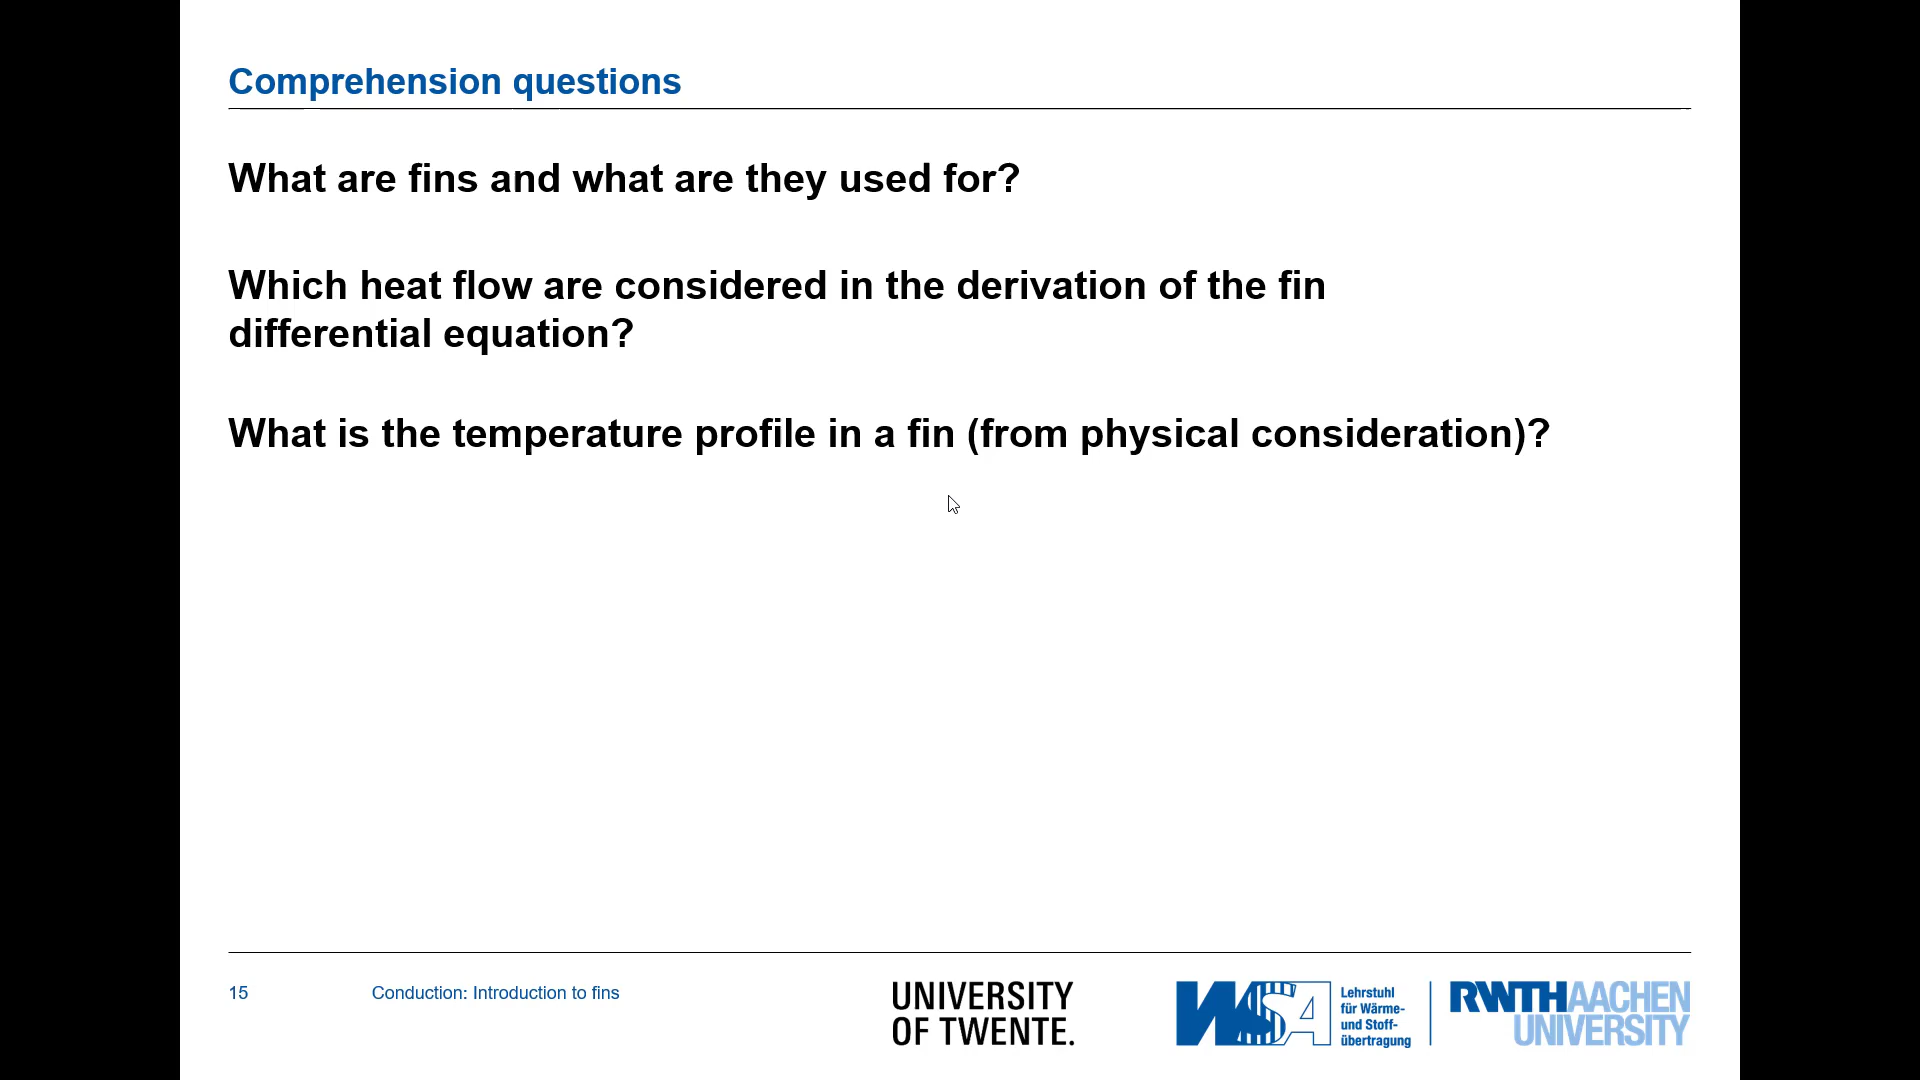 Comprehension questions
What are fins and what are they used for?
Which heat flow are considered in the derivation of the fin
differential equation?
What is the temperature profile in a fin (from physical consideration)?
15
Conduction: Introduction to fins
UNIVERSITY
OF TWENTE.
WSA
Lehrstuhl
für Wärme-
und Stoff-
übertragung
RWTHAACHEN
UNIVERSITY